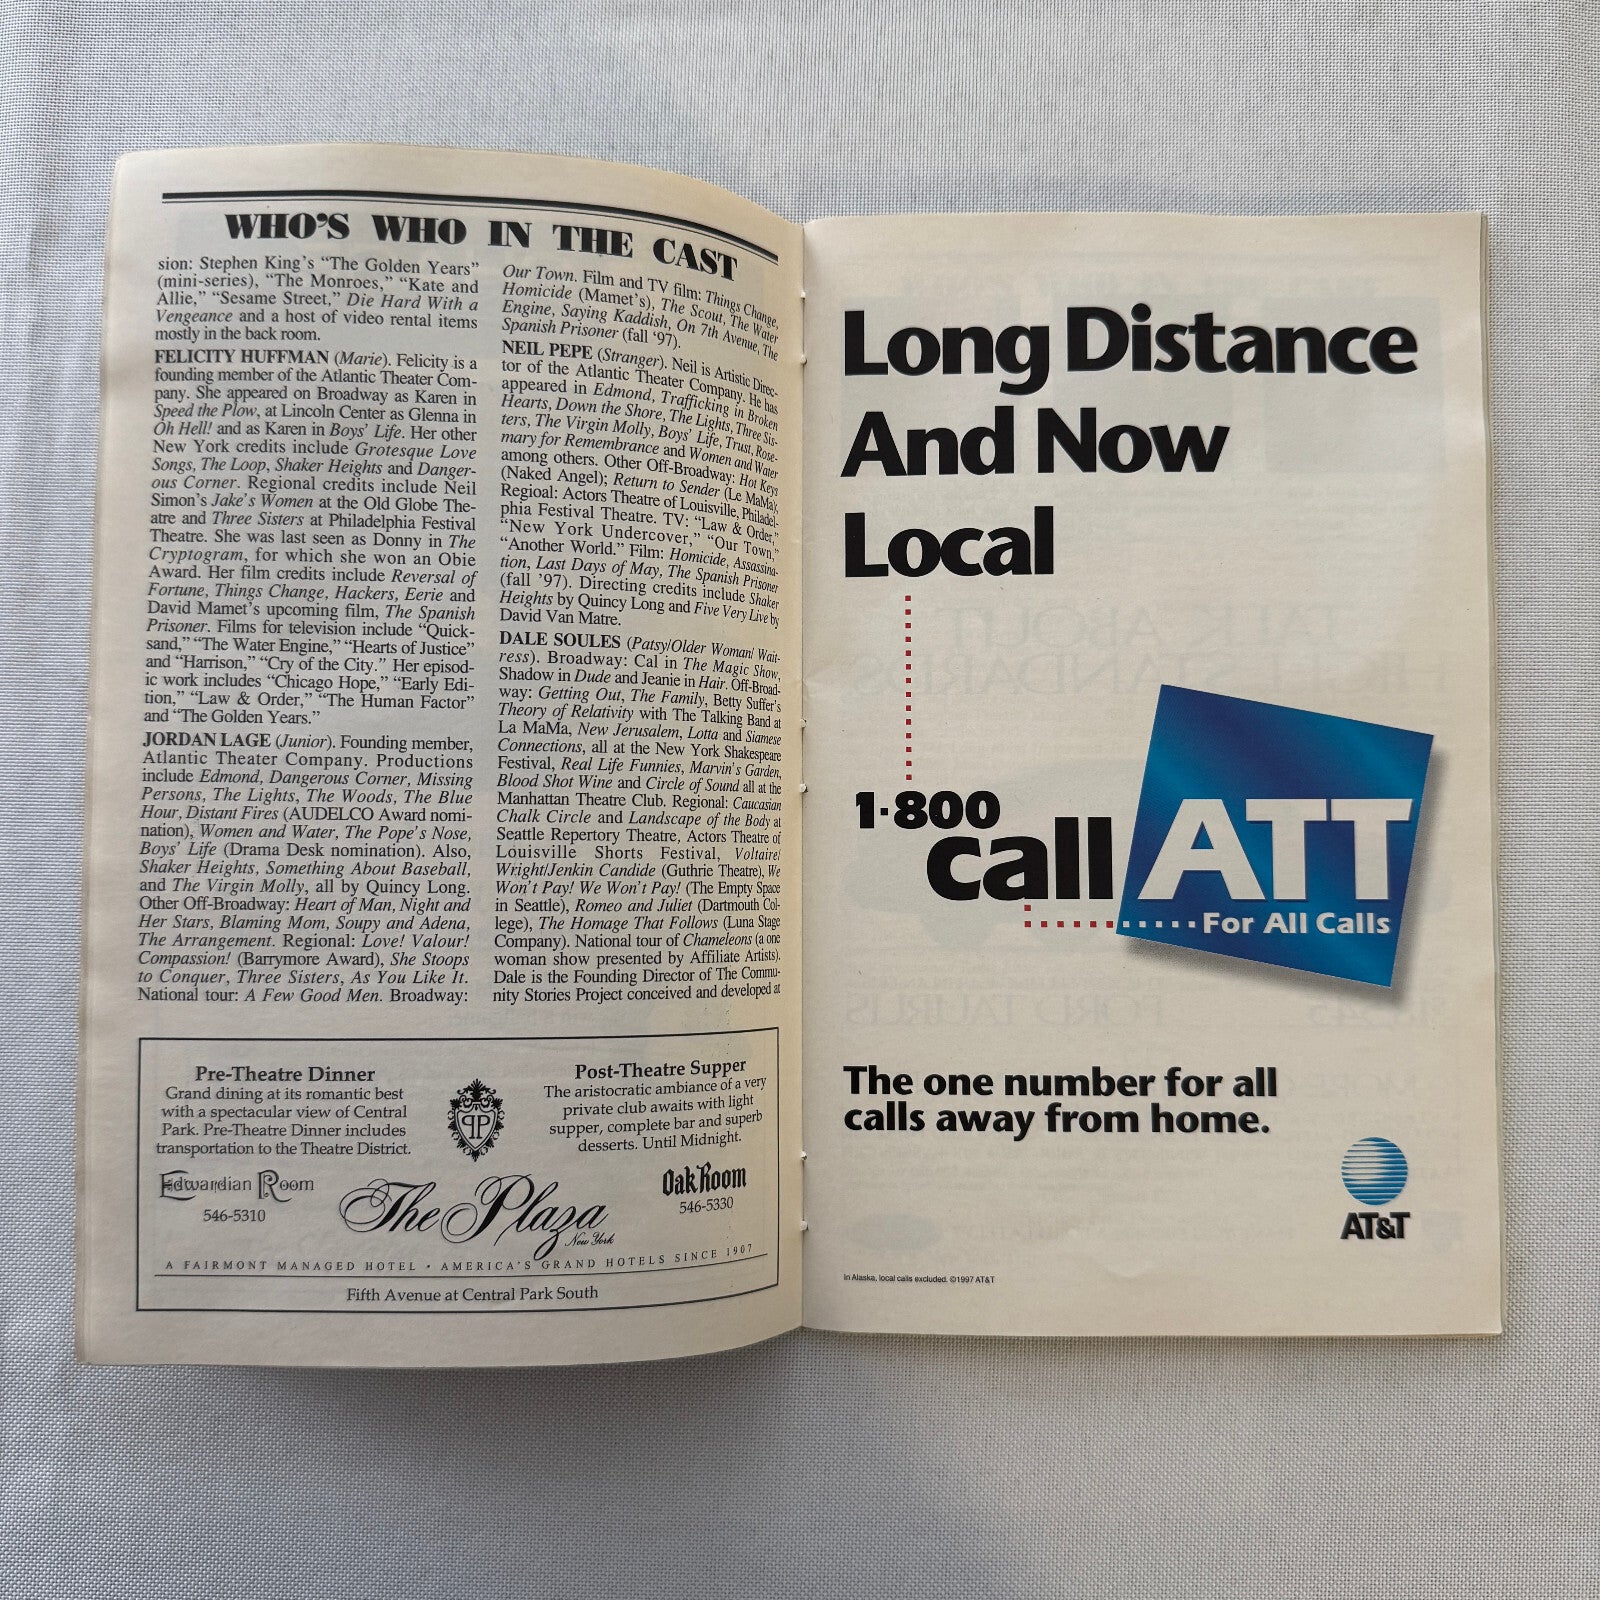 WHO'S WHO IN THE CAST
sion: Stephen King's "The Golden Years"
(mini-series), "The Monroes," "Kate and
Allie," "Sesame Street," Die Hard With a
Vengeance and a host of video rental items
mostly in the back room.
FELICITY HUFFMAN (Marie). Felicity is a
founding member of the Atlantic Theater Com-
pany. She appeared on Broadway as Karen in
Speed the Plow, at Lincoln Center as Glenna in
Oh Hell! and as Karen in Boys' Life. Her other
New York credits include Grotesque Love
Songs, The Loop, Shaker Heights and Danger-
ous Corner. Regional credits include Neil
Simon's Jake's Women at the Old Globe The-
atre and Three Sisters at Philadelphia Festival
Theatre. She was last seen as Donny in The
Cryptogram, for which she won an Obie
Award. Her film credits include Reversal of
Fortune, Things Change, Hackers, Eerie and
David Mamet's upcoming film, The Spanish
Prisoner. Films for television include "Quick-
sand," "The Water Engine," "Hearts of Justice"
and "Harrison," "Cry of the City." Her episod-
ic work includes "Chicago Hope," "Early Edi-
tion," "Law & Order," "The Human Factor"
and "The Golden Years."
JORDAN LAGE (Junior). Founding member,
Atlantic Theater Company. Productions
include Edmond, Dangerous Corner, Missing
Persons, The Lights, The Woods, The Blue
Hour, Distant Fires (AUDELCO Award nomi-
nation), Women and Water, The Pope's Nose,
Boys' Life (Drama Desk nomination). Also,
Shaker Heights, Something About Baseball,
and The Virgin Molly, all by Quincy Long.
Other Off-Broadway: Heart of Man, Night and
Her Stars, Blaming Mom, Soupy and Adena,
The Arrangement. Regional: Love! Valour!
Compassion! (Barrymore Award), She Stoops
to Conquer, Three Sisters, As You Like It.
National tour: A Few Good Men. Broadway:
Our Town. Film and TV film: Things Change,
Homicide (Mamet's), The Scout, The Water
Engine, Saying Kaddish, On 7th Avenue, The
Spanish Prisoner (fall '97).
NEIL PEPE (Stranger). Neil is Artistic Direc-
tor of the Atlantic Theater Company. He has
appeared in Edmond, Trafficking in Broken
Hearts, Down the Shore, The Lights, Three Sis-
ters, The Virgin Molly, Boys' Life, Trust, Rose-
mary for Remembrance and Women and Water
among others. Other Off-Broadway: Hot Keys
(Naked Angel); Return to Sender (Le MaMa);
Regioal: Actors Theatre of Louisville, Philadel-
phia Festival Theatre. TV: "Law & Order,"
"New York Undercover," "Our Town,"
"Another World." Film: Homicide, Assassina-
tion, Last Days of May, The Spanish Prisoner
(fall '97). Directing credits include Shaker
Heights by Quincy Long and Five Very Live by
David Van Matre.
DALE SOULES (Patsy/Older Woman/ Wait-
ress). Broadway: Cal in The Magic Show,
Shadow in Dude and Jeanie in Hair. Off-Broad-
way: Getting Out, The Family, Betty Suffer's
Theory of Relativity with The Talking Band at
La MaMa, New Jerusalem, Lotta and Siamese
Connections, all at the New York Shakespeare
Festival, Real Life Funnies, Marvin's Garden,
Blood Shot Wine and Circle of Sound all at the
Manhattan Theatre Club. Regional: Caucasian
Chalk Circle and Landscape of the Body at
Seattle Repertory Theatre, Actors Theatre of
Louisville Shorts Festival, Voltaire/
Wright/Jenkin Candide (Guthrie Theatre), We
Won't Pay! We Won't Pay! (The Empty Space
in Seattle), Romeo and Juliet (Dartmouth Col-
lege), The Homage That Follows (Luna Stage
Company). National tour of Chameleons (a one
woman show presented by Affiliate Artists).
Dale is the Founding Director of The Commu-
nity Stories Project conceived and developed at
Pre-Theatre Dinner
Grand dining at its romantic best
with a spectacular view of Central
Park. Pre-Theatre Dinner includes
transportation to the Theatre District.
Edwardian Room
546-5310
Post-Theatre Supper
The aristocratic ambiance of a very
private club awaits with light
supper, complete bar and superb
desserts. Until Midnight.
Oak Room
546-5330
The Plaza
New York
A FAIRMONT MANAGED HOTEL • AMERICA'S GRAND HOTELS SINCE 1907
Fifth Avenue at Central Park South
Long Distance
And Now
Local
1·800
call ATT
For All Calls
The one number for all
calls away from home.
AT&T
In Alaska, local calls excluded. ©1997 AT&T